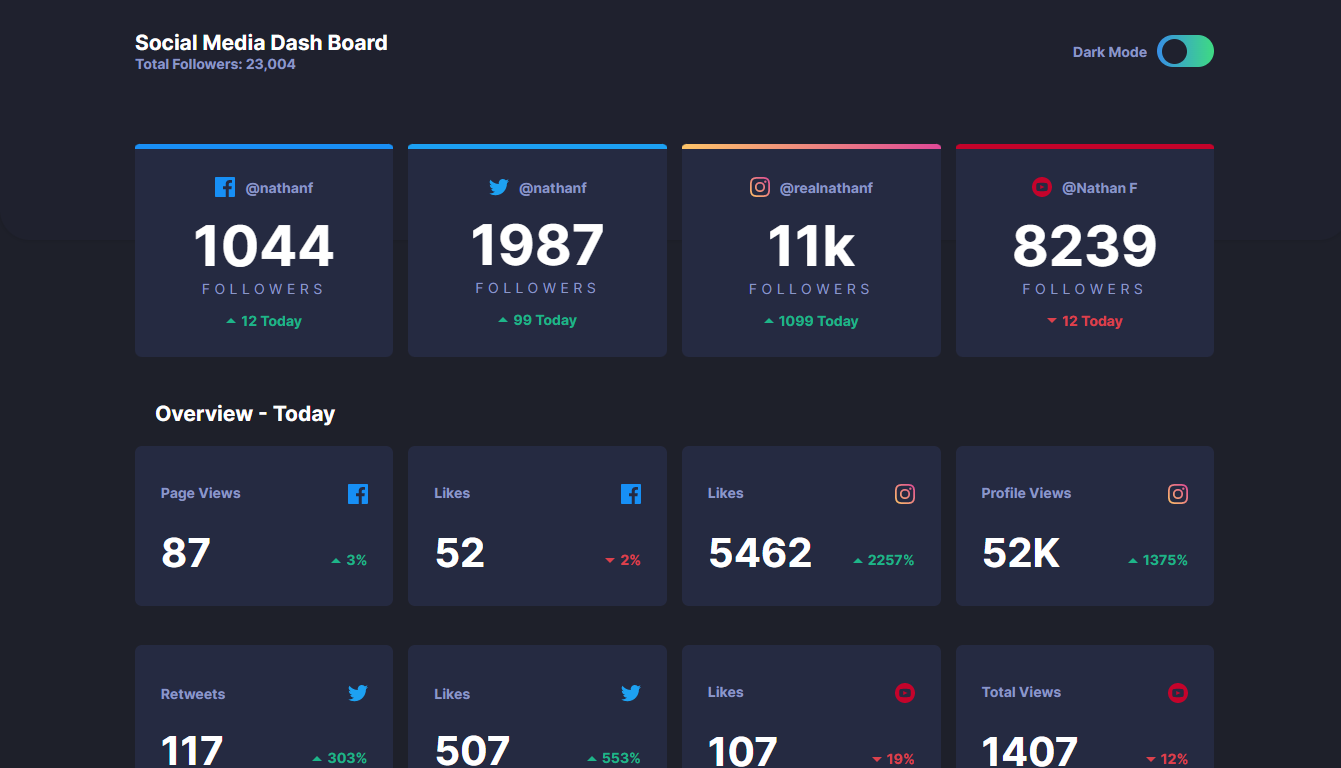 Social Media Dash Board
Total Followers: 23,004
Dark Mode
@nathanf
1044
FOLLOWERS
12 Today
@nathanf
1987
FOLLOWERS
99 Today
@realnathanf
11k
FOLLOWERS
1099 Today
@Nathan F
8239
FOLLOWERS
12 Today
Overview - Today
Page Views
87
3%
Likes
52
2%
Likes
5462
2257%
Profile Views
52K
1375%
Retweets
117
303%
Likes
507
553%
Likes
107
19%
Total Views
1407
12%